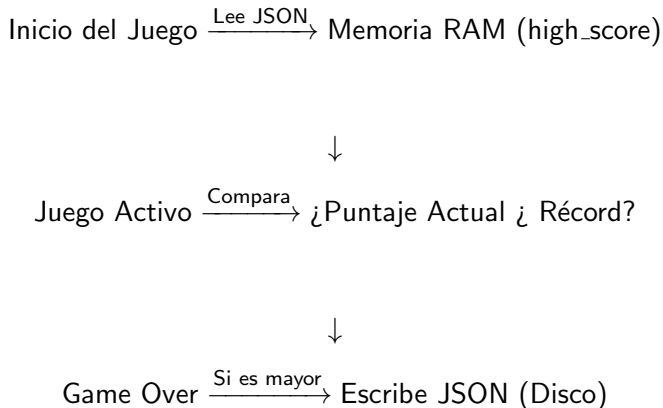 Inicio del Juego Lee JSON → Memoria RAM (high_score)
↓
Juego Activo Compara → ¿Puntaje Actual ¿ Récord?
↓
Game Over Si es mayor → Escribe JSON (Disco)